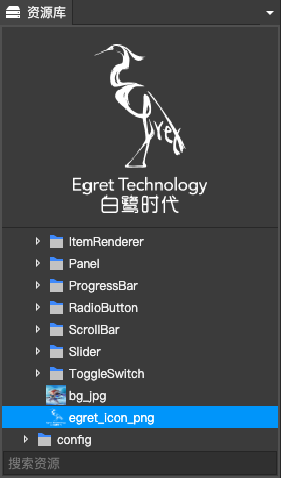 资源库
Egret
Egret Technology
白鹭时代
ItemRenderer
Panel
ProgressBar
RadioButton
ScrollBar
Slider
ToggleSwitch
bg_jpg
egret_icon_png
config
搜索资源